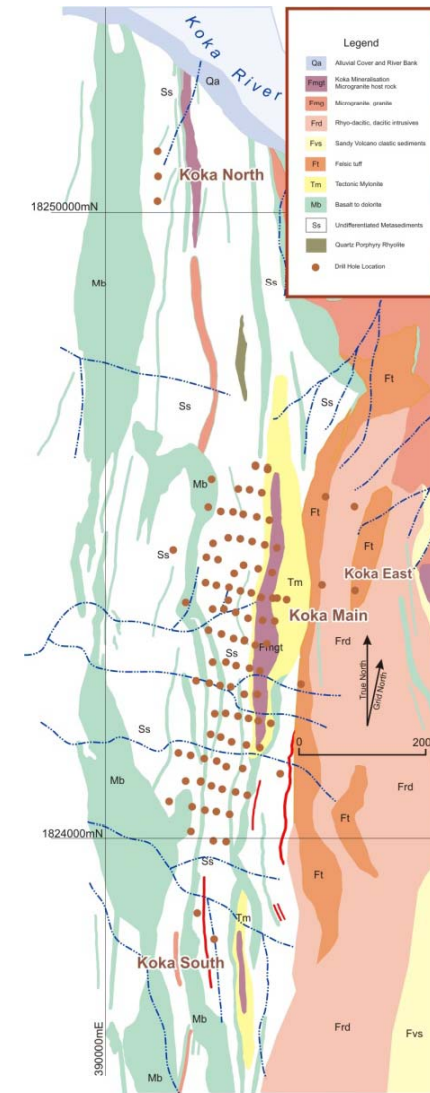 Koka River
Legend
Qa Alluvial Cover and River Bank
Fmgt Koka Mineralisation
Microgranite host rock
Fmg Microgranite, granite
Frd Rhyo-dacitic, dacitic intrusives
Fvs Sandy Volcano clastic sediments
Ft Felsic tuff
Tm Tectonic Mylonite
Mb Basalt to dolorite
Ss Undifferentiated Metasediments
Quartz Porphyry Rhyolite
Drill Hole Location
Ss
Qa
Koka North
18250000mN
Mb
Ss
Ss
Ss
Ft
Mb
Ft
Ss
Ft
Koka East
Tm
Koka Main
Fmgt
Frd
Ss
True North
Grid North
Ss
0
200
Mb
Frd
Ft
1824000mN
Ss
Tm
Koka South
Mb
Frd
Fvs
390000mE
Mb